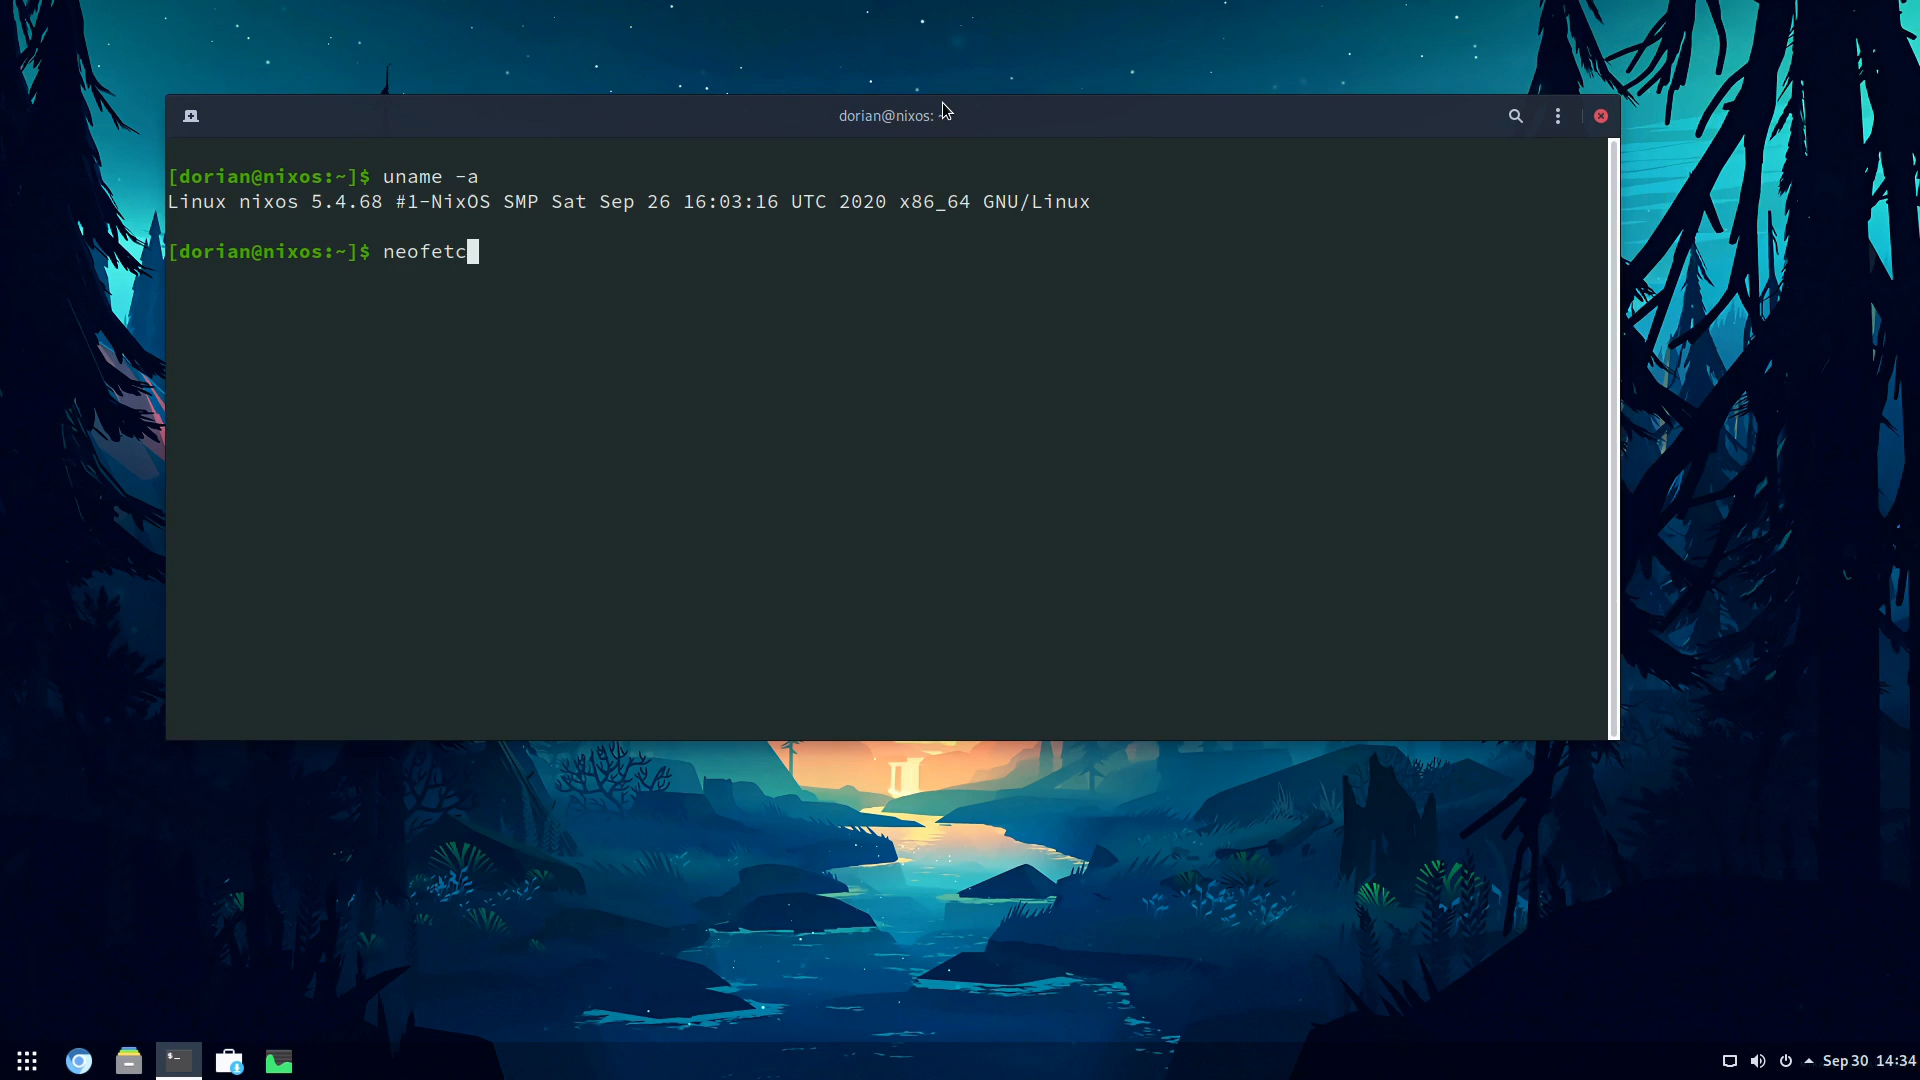 dorian@nixos:
[dorian@nixos:~]$ uname -a
Linux nixos 5.4.68 #1-NixOS SMP Sat Sep 26 16:03:16 UTC 2020 x86_64 GNU/Linux
[dorian@nixos:~]$ neofetc
$_
Sep 30 14:34